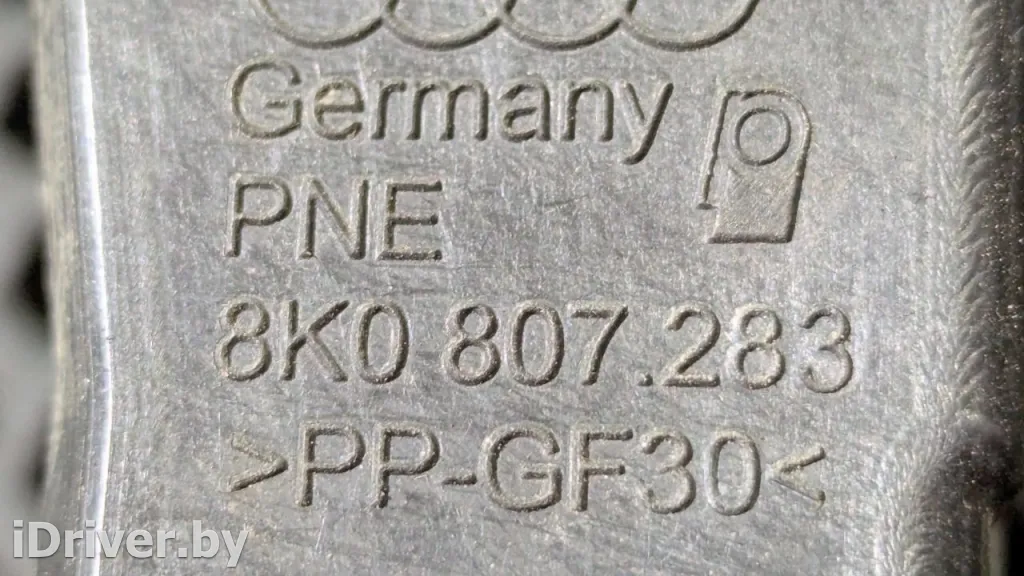 Germany
PNE
8K0 807.283
>PP-GF30<
iDriver.by